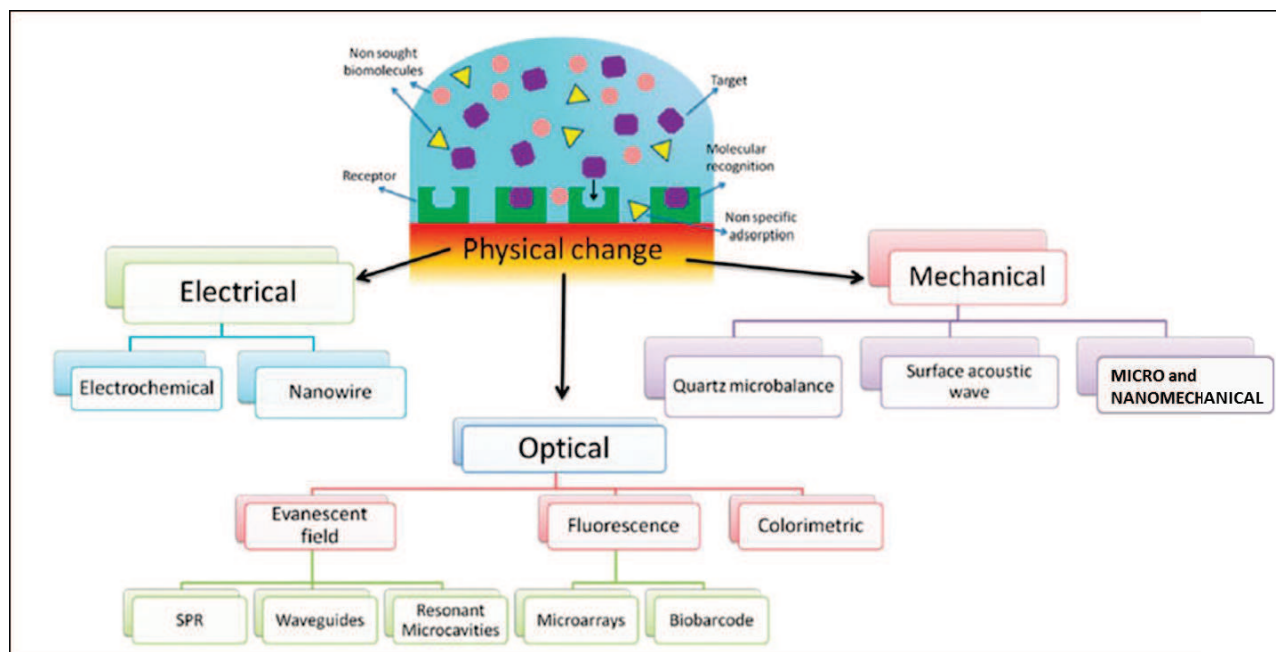 Non sought
biomolecules
Target
Molecular
recognition
Receptor
Non specific
adsorption
Physical change
Electrical
Mechanical
Electrochemical
Nanowire
Quartz microbalance
Surface acoustic
wave
MICRO and
NANOMECHANICAL
Optical
Evanescent
field
Fluorescence
Colorimetric
SPR
Waveguides
Resonant
Microcavities
Microarrays
Biobarcode